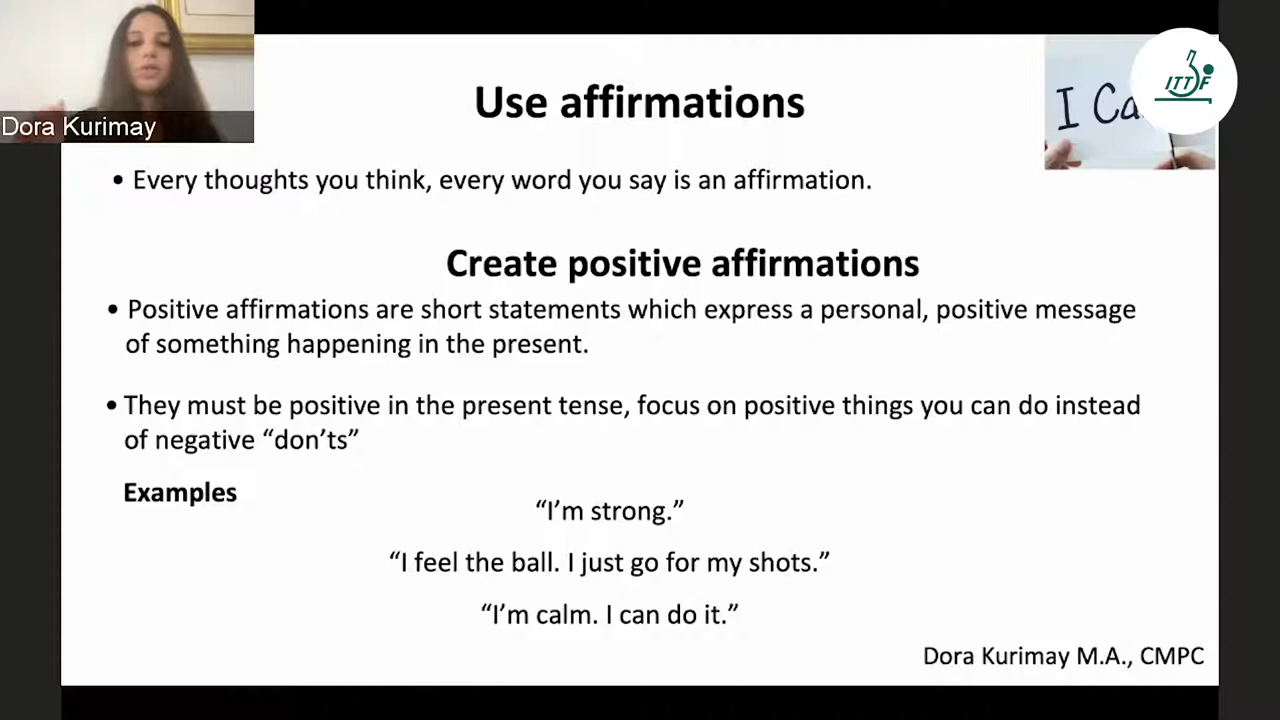 Use affirmations
I Ca
ITTF
Dora Kurimay
• Every thoughts you think, every word you say is an affirmation.
Create positive affirmations
• Positive affirmations are short statements which express a personal, positive message
of something happening in the present.
• They must be positive in the present tense, focus on positive things you can do instead
of negative “don’ts”
Examples
“I’m strong.”
“I feel the ball. I just go for my shots.”
“I’m calm. I can do it.”
Dora Kurimay M.A., CMPC